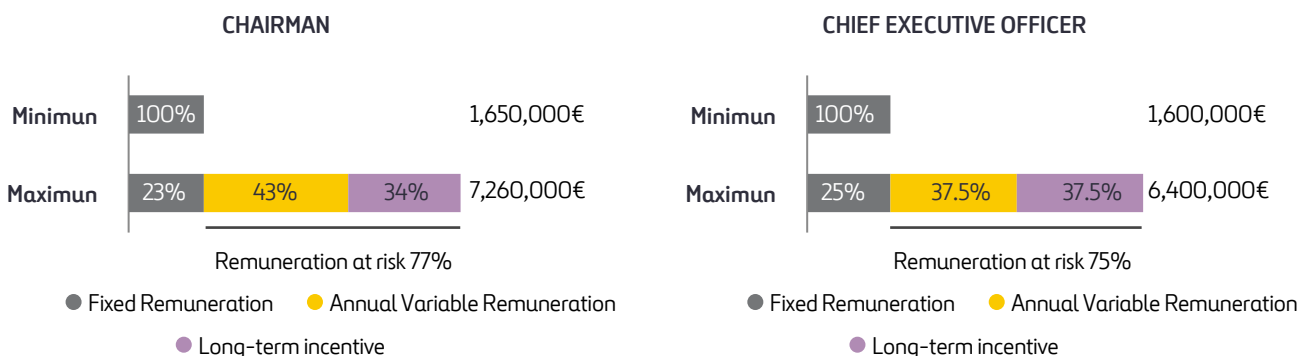 CHAIRMAN
Minimun 100% 1,650,000€
Maximun 23% 43% 34% 7,260,000€
Remuneration at risk 77%
Fixed Remuneration Annual Variable Remuneration
Long-term incentive
CHIEF EXECUTIVE OFFICER
Minimun 100% 1,600,000€
Maximun 25% 37.5% 37.5% 6,400,000€
Remuneration at risk 75%
Fixed Remuneration Annual Variable Remuneration
Long-term incentive